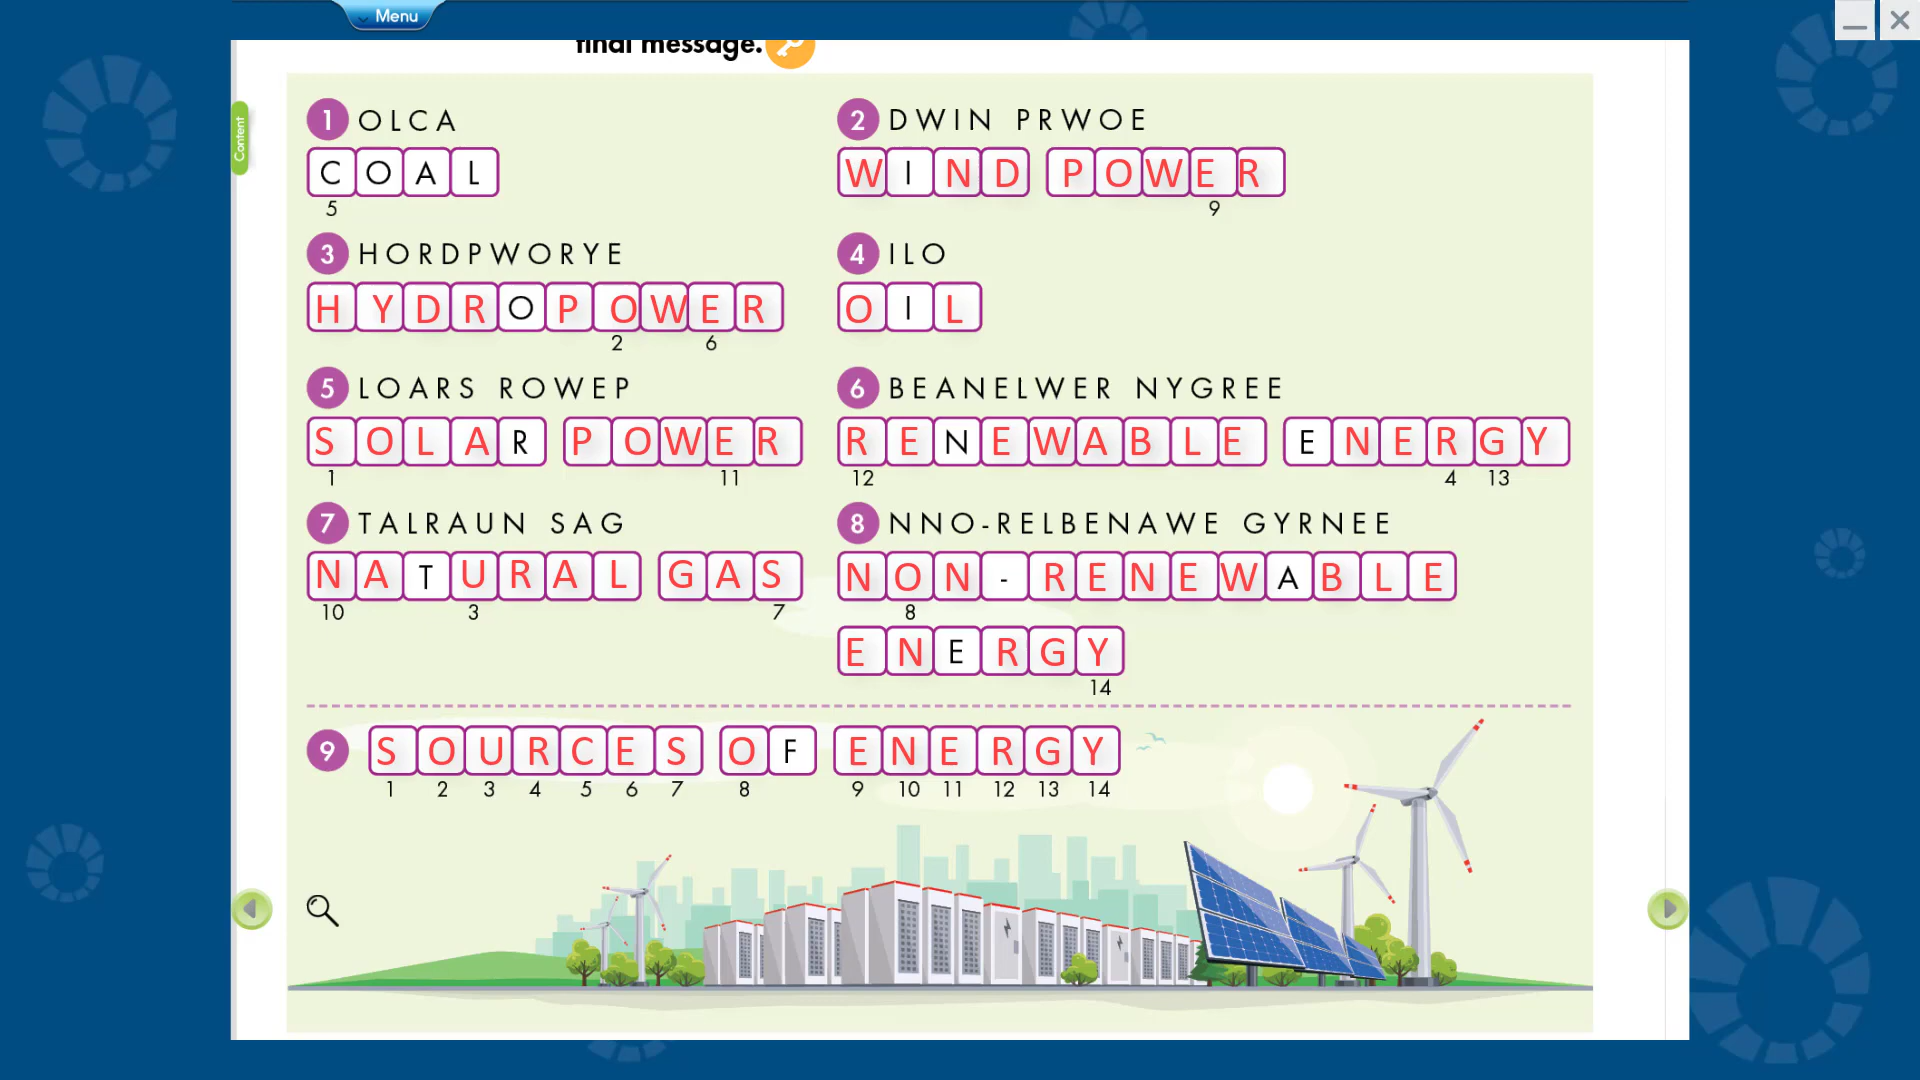 Menu
final message.
Content
1 OLCA
COAL
5
2 DWIN PRWOE
WIND POWER
9
3 HORDPWORYE
HYDROPOWER
2 6
4 ILO
OIL
5 LOARS ROWEP
SOLAR POWER
1 11
6 BEANELWER NYGREE
RENEWABLE ENERGY
12 4 13
7 TALRAUN SAG
NATURAL GAS
10 3 7
8 NNO-RELBENAWE GYRNEE
NON-RENEWABLE
8
ENERGY
14
9 SOURCES OF ENERGY
1 2 3 4 5 6 7 8 9 10 11 12 13 14